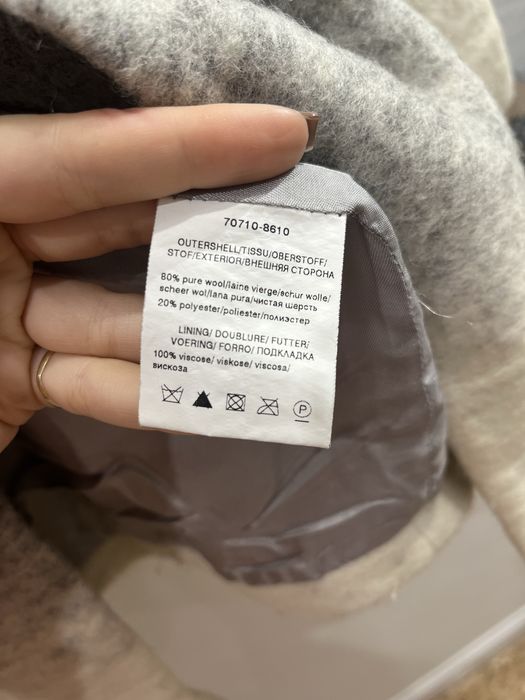 70710-8610
OUTERSHELL/TISSU/OBERSTOFF/
STOF/EXTERIOR/ВНЕШНЯЯ СТОРОНА
80% pure wool/laine vierge/schur wolle/
scheer wol/lana pura/чистая шерсть
20% polyester/poliester/полиэстер
LINING/ DOUBLURE/ FUTTER/
VOERING/ FORRO/ ПОДКЛАДКА
100% viscose/ viskose/ viscosa/
вискоза
P